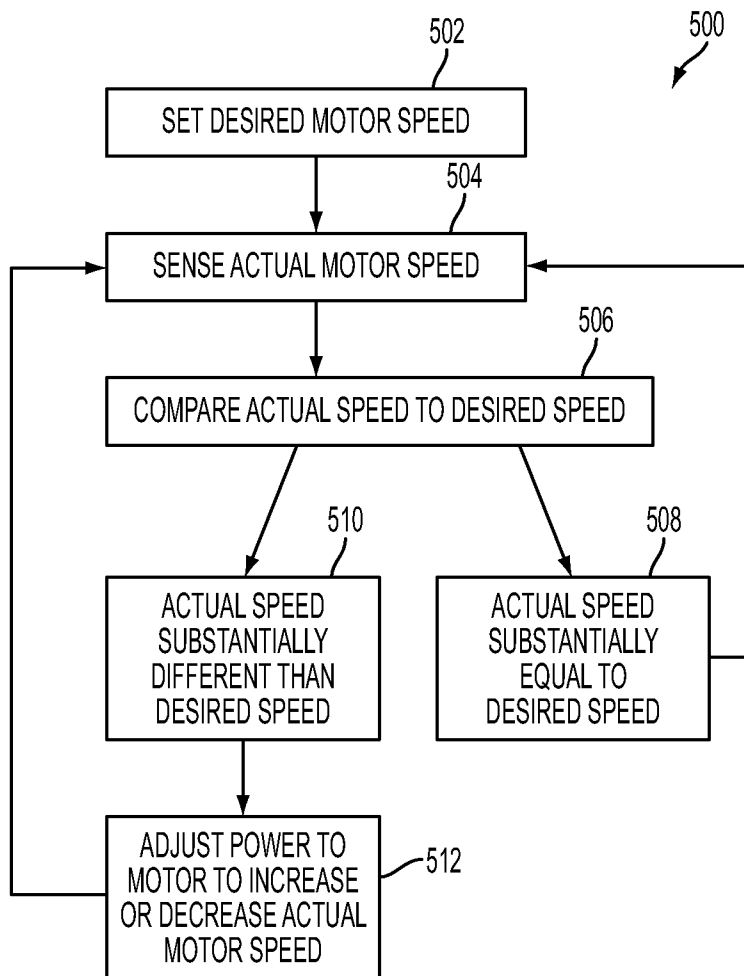 502
500
SET DESIRED MOTOR SPEED
504
SENSE ACTUAL MOTOR SPEED
506
COMPARE ACTUAL SPEED TO DESIRED SPEED
510
508
ACTUAL SPEED
SUBSTANTIALLY
DIFFERENT THAN
DESIRED SPEED
ACTUAL SPEED
SUBSTANTIALLY
EQUAL TO
DESIRED SPEED
ADJUST POWER TO
MOTOR TO INCREASE
OR DECREASE ACTUAL
MOTOR SPEED
512